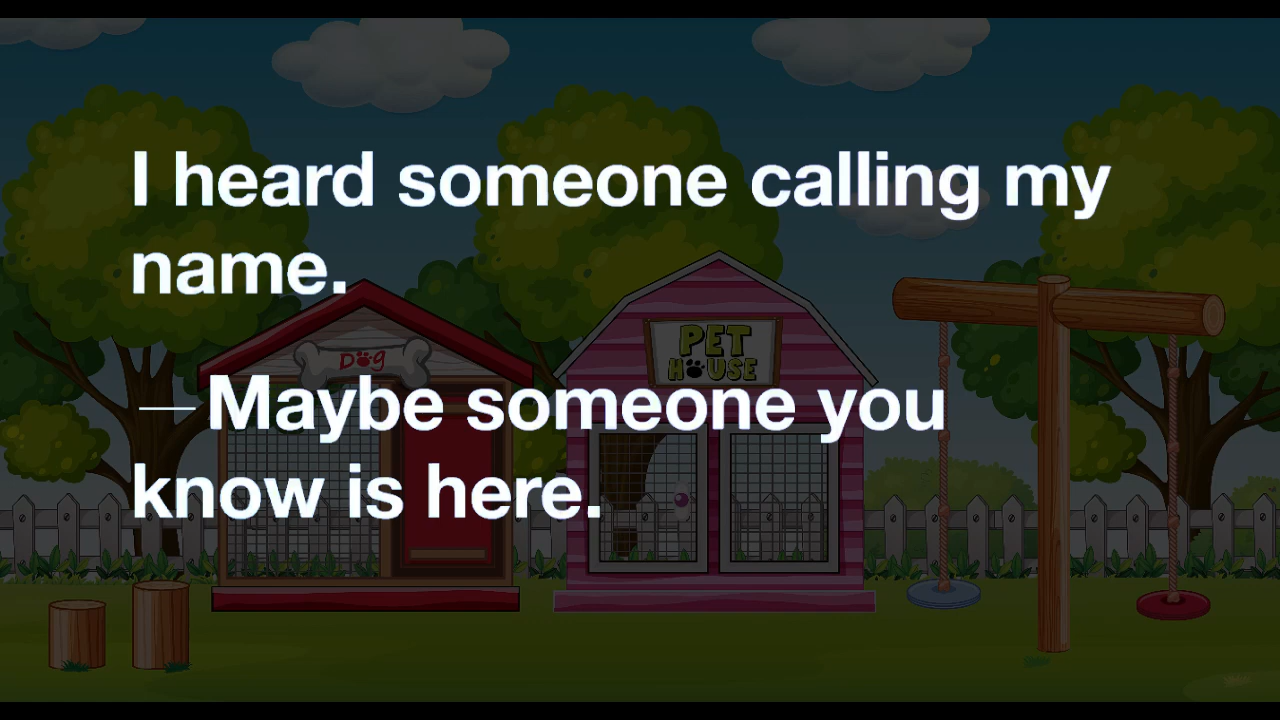 I heard someone calling my
name.
—Maybe someone you
know is here.
Dog
PET
HOUSE